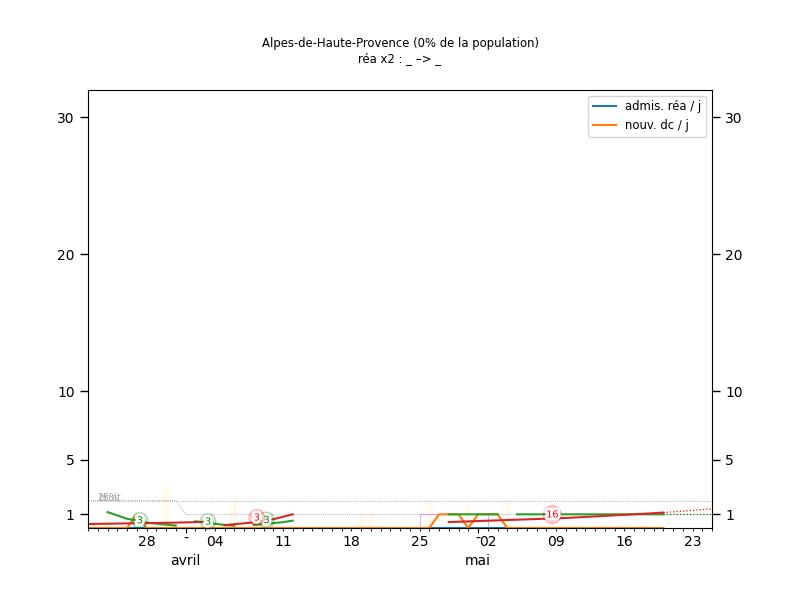 Alpes-de-Haute-Provence (0% de la population)
réa x2 : _ –> _
admis. réa / j
nouv. dc / j
30 30
20 20
10 10
5 5
1 1
3 3 3 3 16
28 - 04 11 18 25 -02 09 16 23
avril mai